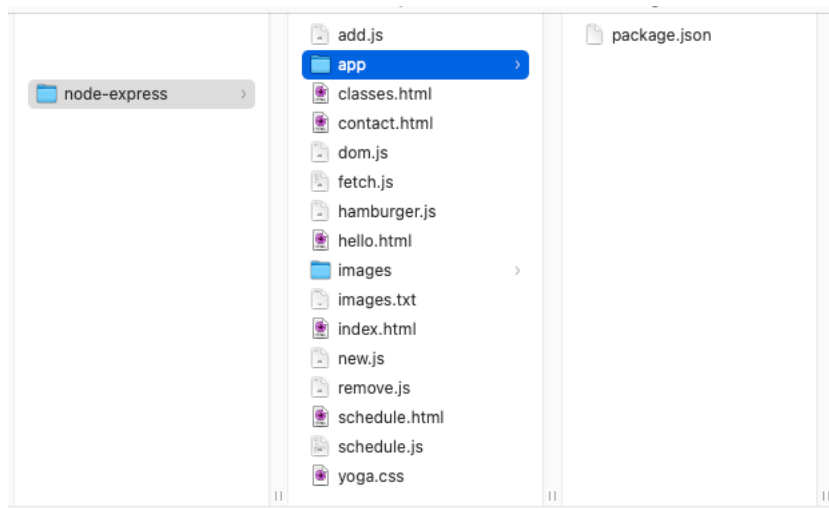 node-express
add.js
app
classes.html
contact.html
dom.js
fetch.js
hamburger.js
hello.html
images
images.txt
index.html
new.js
remove.js
schedule.html
schedule.js
yoga.css
package.json